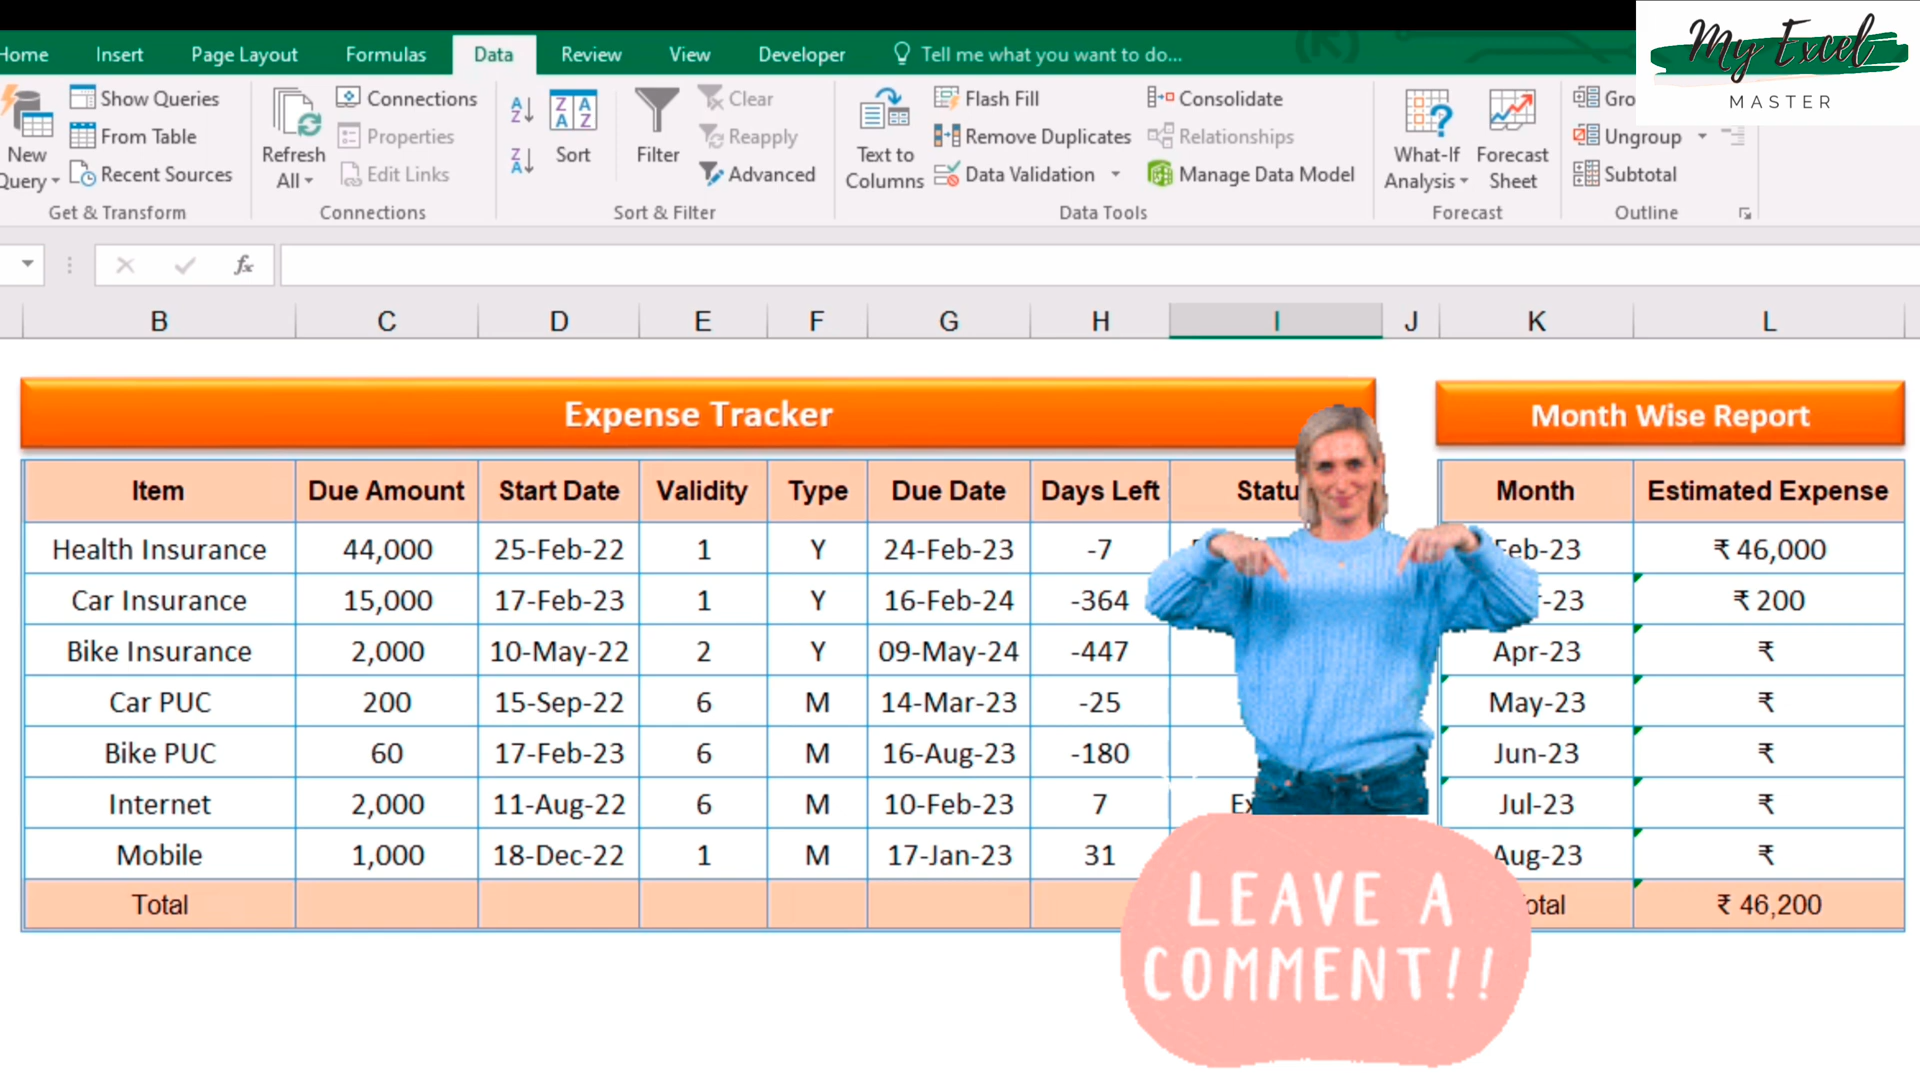 My Excel
MASTER
Home Insert Page Layout Formulas Data Review View Developer Tell me what you want to do...
Show Queries Connections Clear Flash Fill Consolidate
From Table Properties Reapply Remove Duplicates Relationships Ungroup
New Query Recent Sources Refresh All Edit Links Sort Filter Advanced Text to Columns Data Validation Manage Data Model What-If Analysis Forecast Sheet Subtotal
Get & Transform Connections Sort & Filter Data Tools Forecast Outline
fx
B C D E F G H I J K L
Expense Tracker Month Wise Report
Item Due Amount Start Date Validity Type Due Date Days Left Month Estimated Expense
Health Insurance 44,000 25-Feb-22 1 Y 24-Feb-23 -7 Feb-23 ₹ 46,000
Car Insurance 15,000 17-Feb-23 1 Y 16-Feb-24 -364 -23 ₹ 200
Bike Insurance 2,000 10-May-22 2 Y 09-May-24 -447 Apr-23 ₹
Car PUC 200 15-Sep-22 6 M 14-Mar-23 -25 May-23 ₹
Bike PUC 60 17-Feb-23 6 M 16-Aug-23 -180 Jun-23 ₹
Internet 2,000 11-Aug-22 6 M 10-Feb-23 7 Jul-23 ₹
Mobile 1,000 18-Dec-22 1 M 17-Jan-23 31 Aug-23 ₹
Total Total ₹ 46,200
LEAVE A
COMMENT!!